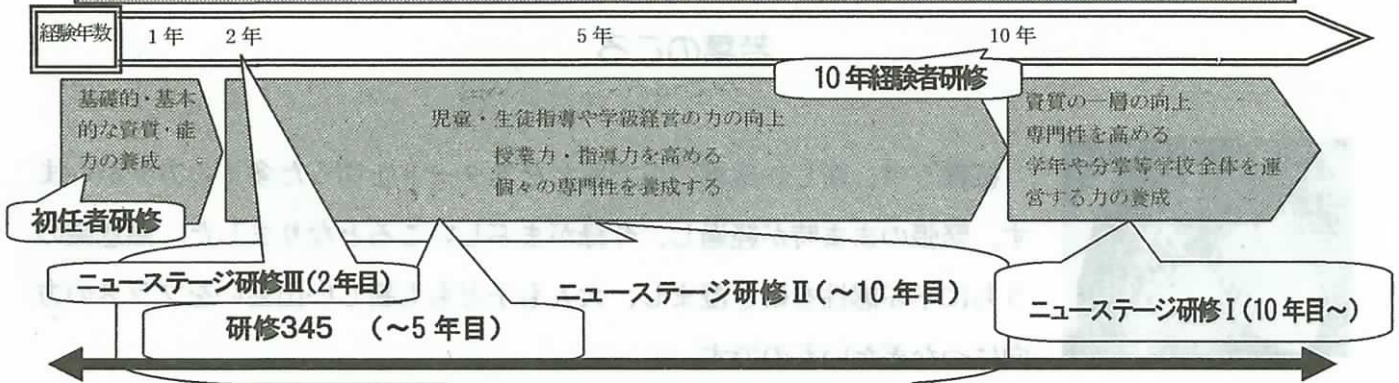 経験年数
1年
2年
5年
10年
10年経験者研修
基礎的・基本
的な資質・能
力の養成
児童・生徒指導や学級経営の力の向上
授業力・指導力を高める
個々の専門性を養成する
資質の一層の向上
専門性を高める
学年や分掌等学校全体を運
営する力の養成
初任者研修
ニューステージ研修Ⅲ(2年目)
研修345 (～5年目)
ニューステージ研修Ⅱ(～10年目)
ニューステージ研修Ⅰ(10年目～)